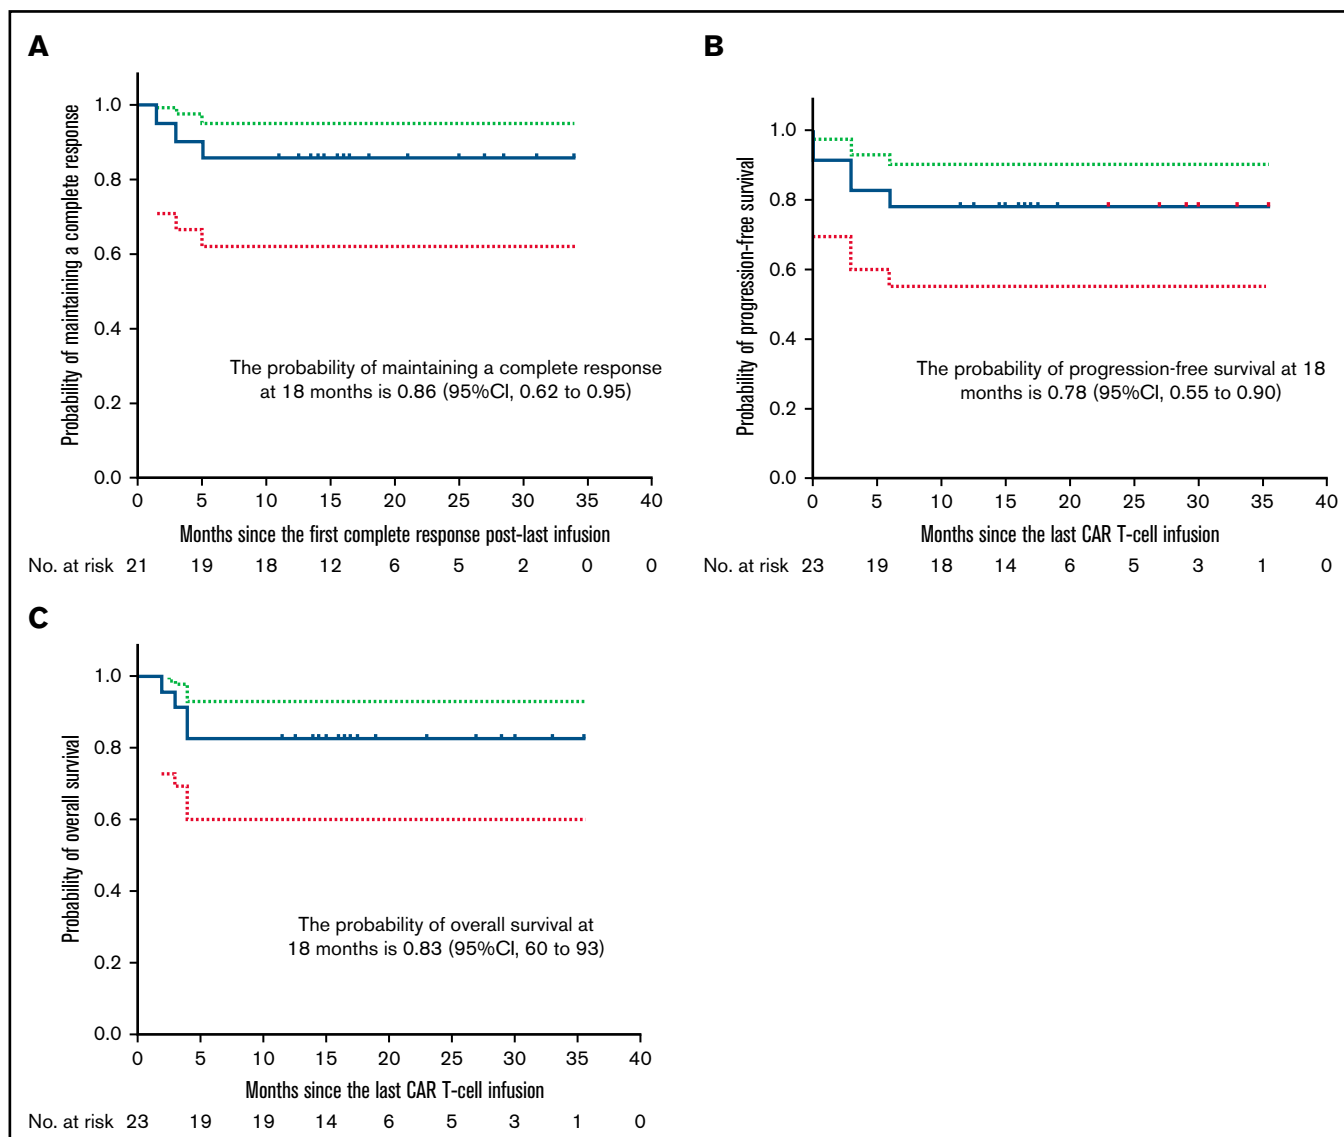 A
1.0
0.8
0.6
0.4
0.2
0.0
Probability of maintaining a complete response
The probability of maintaining a complete response
at 18 months is 0.86 (95%CI, 0.62 to 0.95)
0 5 10 15 20 25 30 35 40
Months since the first complete response post-last infusion
No. at risk 21 19 18 12 6 5 2 0 0
B
1.0
0.8
0.6
0.4
0.2
0.0
Probability of progression-free survival
The probability of progression-free survival at 18
months is 0.78 (95%CI, 0.55 to 0.90)
0 5 10 15 20 25 30 35 40
Months since the last CAR T-cell infusion
No. at risk 23 19 18 14 6 5 3 1 0
C
1.0
0.8
0.6
0.4
0.2
0.0
Probability of overall survival
The probability of overall survival at
18 months is 0.83 (95%CI, 60 to 93)
0 5 10 15 20 25 30 35 40
Months since the last CAR T-cell infusion
No. at risk 23 19 19 14 6 5 3 1 0